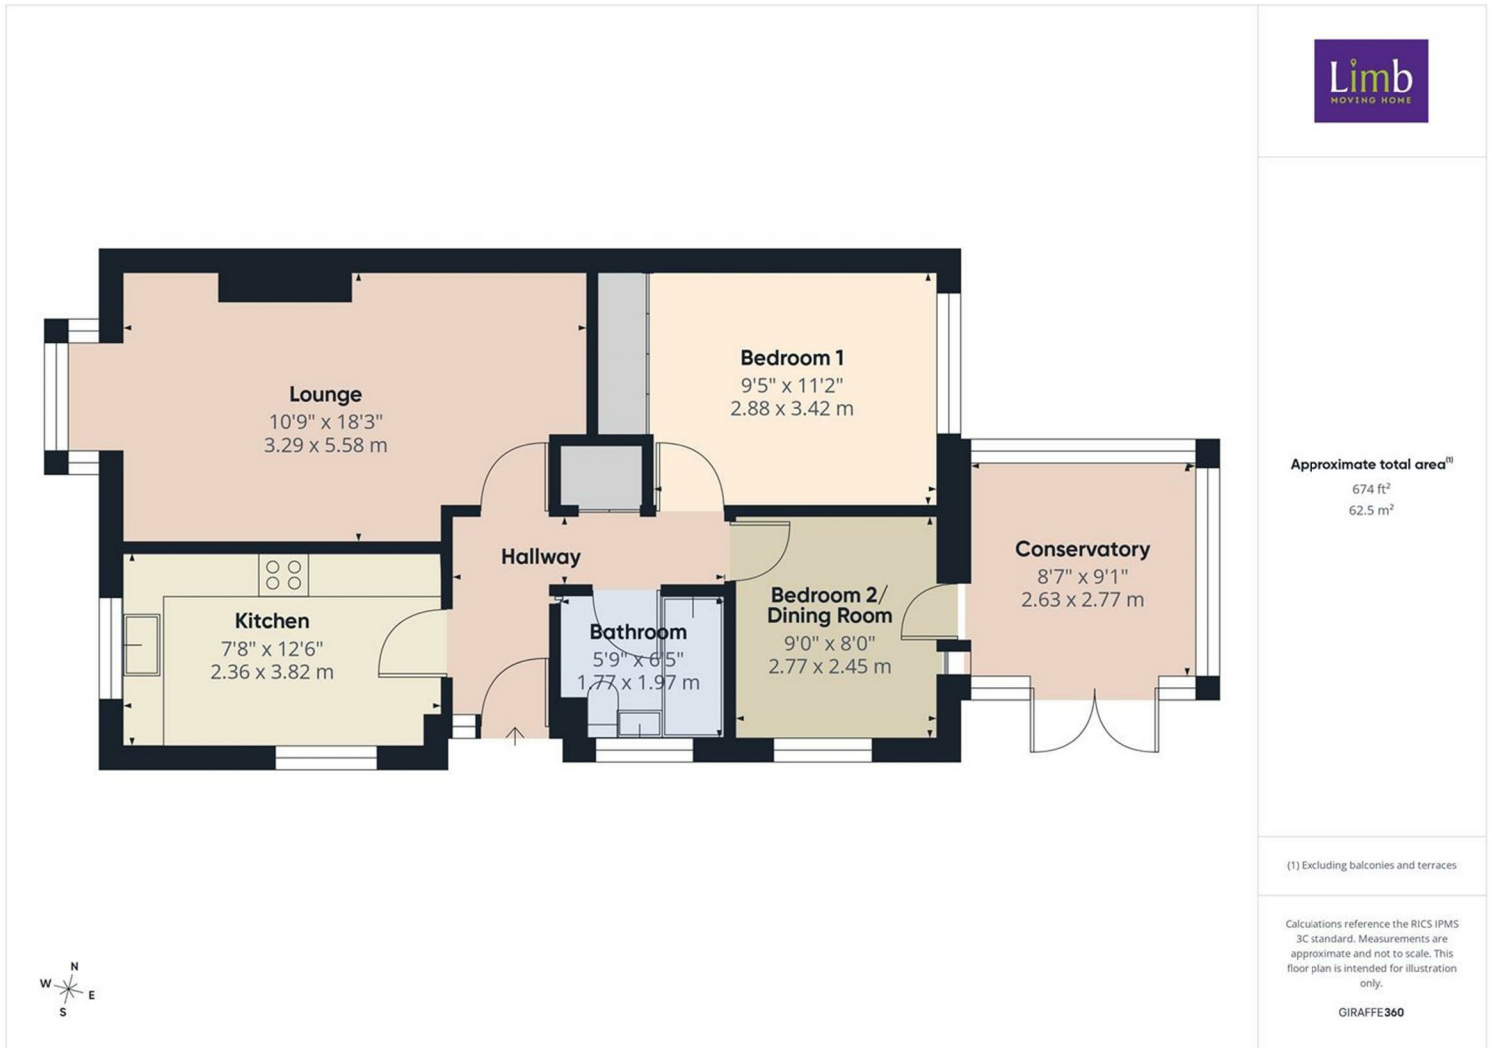 Limb
MOVING HOME
Lounge
10'9" x 18'3"
3.29 x 5.58 m
Bedroom 1
9'5" x 11'2"
2.88 x 3.42 m
Hallway
Kitchen
7'8" x 12'6"
2.36 x 3.82 m
Bathroom
5'9" x 6'5"
1.77 x 1.97 m
Bedroom 2/
Dining Room
9'0" x 8'0"
2.77 x 2.45 m
Conservatory
8'7" x 9'1"
2.63 x 2.77 m
Approximate total area(1)
674 ft²
62.5 m²
(1) Excluding balconies and terraces
Calculations reference the RICS IPMS
3C standard. Measurements are
approximate and not to scale. This
floor plan is intended for illustration
only.
GIRAFFE360
N
W
E
S